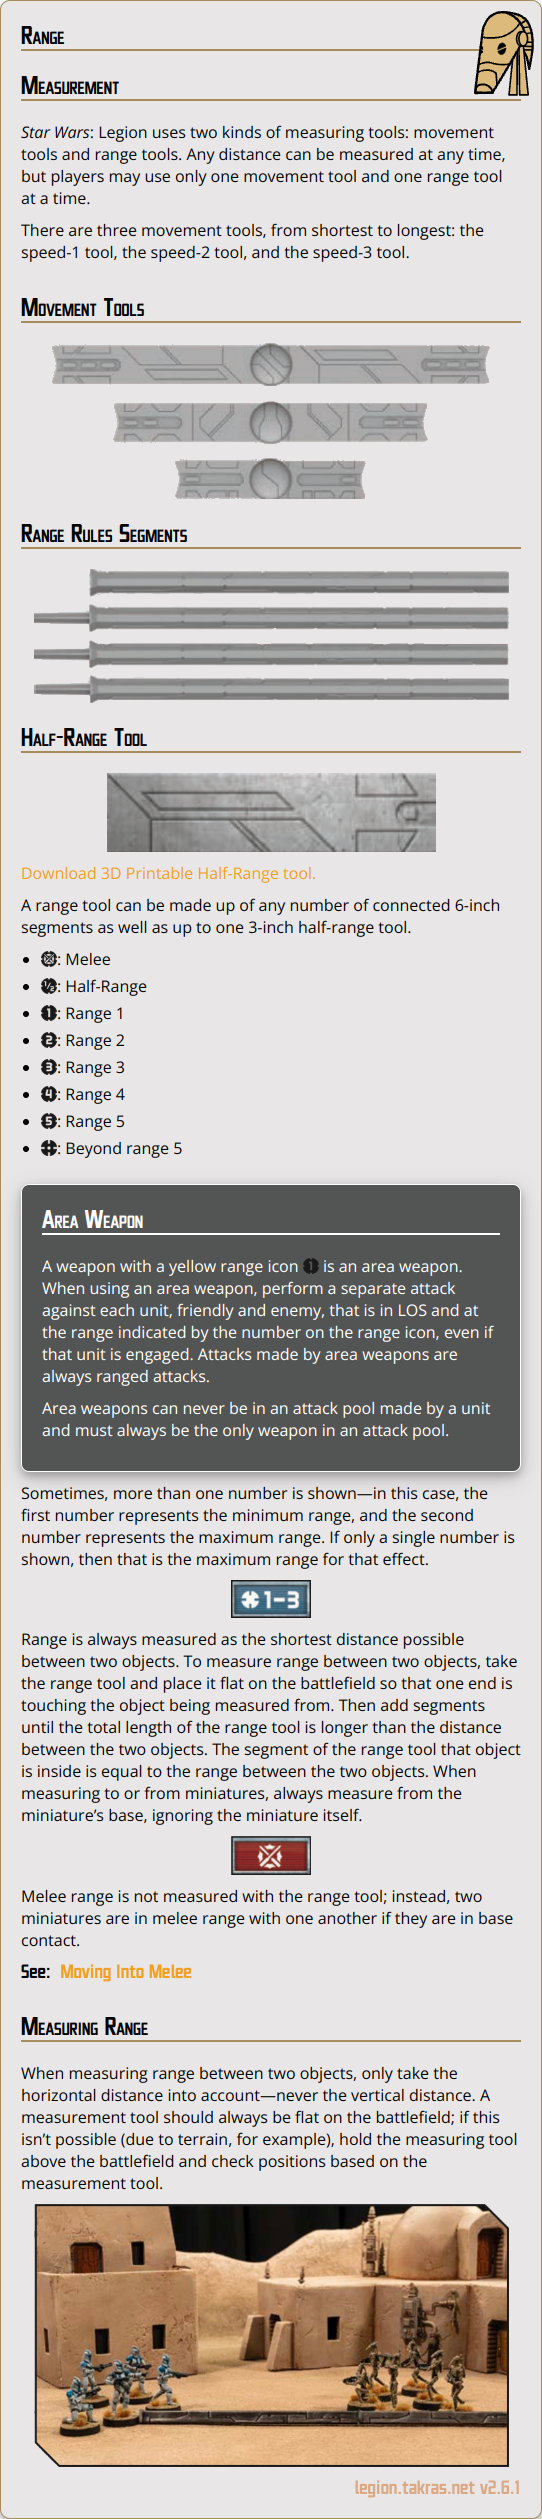 Range
Measurement
Star Wars: Legion uses two kinds of measuring tools: movement
tools and range tools. Any distance can be measured at any time,
but players may use only one movement tool and one range tool
at a time.
There are three movement tools, from shortest to longest: the
speed-1 tool, the speed-2 tool, and the speed-3 tool.
Movement Tools
Range Rules Segments
Half-Range Tool
Download 3D Printable Half-Range tool.
A range tool can be made up of any number of connected 6-inch
segments as well as up to one 3-inch half-range tool.
• : Melee
• ½: Half-Range
• 1: Range 1
• 2: Range 2
• 3: Range 3
• 4: Range 4
• 5: Range 5
• : Beyond range 5
Area Weapon
A weapon with a yellow range icon 1 is an area weapon.
When using an area weapon, perform a separate attack
against each unit, friendly and enemy, that is in LOS and at
the range indicated by the number on the range icon, even if
that unit is engaged. Attacks made by area weapons are
always ranged attacks.
Area weapons can never be in an attack pool made by a unit
and must always be the only weapon in an attack pool.
Sometimes, more than one number is shown—in this case, the
first number represents the minimum range, and the second
number represents the maximum range. If only a single number is
shown, then that is the maximum range for that effect.
1-3
Range is always measured as the shortest distance possible
between two objects. To measure range between two objects, take
the range tool and place it flat on the battlefield so that one end is
touching the object being measured from. Then add segments
until the total length of the range tool is longer than the distance
between the two objects. The segment of the range tool that object
is inside is equal to the range between the two objects. When
measuring to or from miniatures, always measure from the
miniature's base, ignoring the miniature itself.
Melee range is not measured with the range tool; instead, two
miniatures are in melee range with one another if they are in base
contact.
See: Moving Into Melee
Measuring Range
When measuring range between two objects, only take the
horizontal distance into account—never the vertical distance. A
measurement tool should always be flat on the battlefield; if this
isn't possible (due to terrain, for example), hold the measuring tool
above the battlefield and check positions based on the
measurement tool.
legion.takras.net v2.6.1